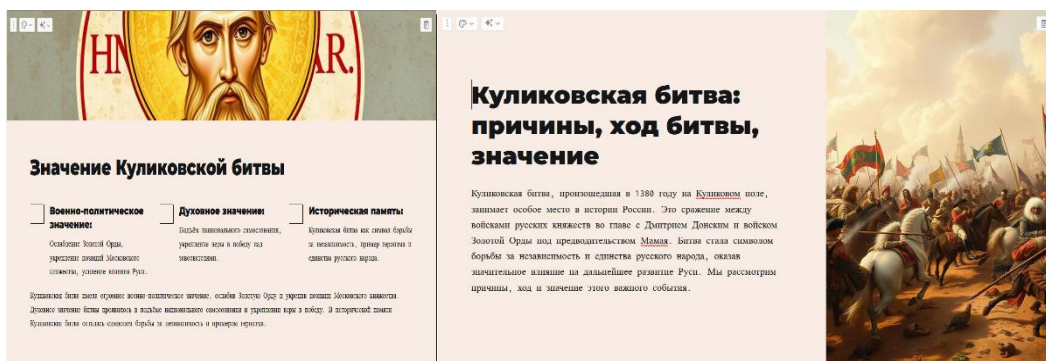 НМ
AR.
Значение Куликовской битвы
Военно-политическое
значение:
Ослабление Золотой Орды,
укрепление позиций Московского
княжества, усиление влияния Руси.
Духовное значение:
Подъём национального самосознания,
укрепление веры в победу над
завоевателями.
Историческая память:
Куликовская битва как символ борьбы
за независимость, пример героизма и
единства русского народа.
Куликовская битва имела огромное военно-политическое значение, ослабив Золотую Орду и укрепив позиции Московского княжества.
Духовное значение битвы проявилось в подъёме национального самосознания и укреплении веры в победу. В исторической памяти
Куликовская битва осталась символом борьбы за независимость и примером героизма.
Куликовская битва:
причины, ход битвы,
значение
Куликовская битва, произошедшая в 1380 году на Куликовом поле,
занимает особое место в истории России. Это сражение между
войсками русских княжеств во главе с Дмитрием Донским и войском
Золотой Орды под предводительством Мамая. Битва стала символом
борьбы за независимость и единства русского народа, оказав
значительное влияние на дальнейшее развитие Руси. Мы рассмотрим
причины, ход и значение этого важного события.